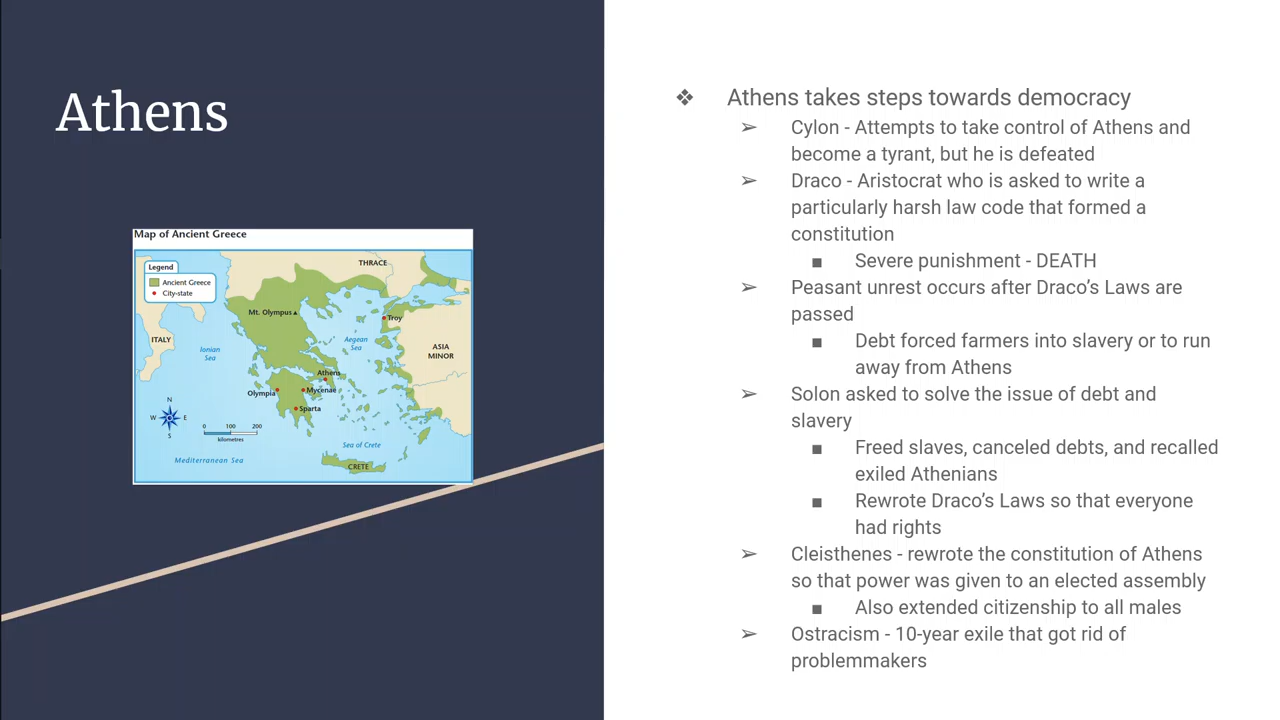 Athens
Map of Ancient Greece
Legend
Ancient Greece
City-state
THRACE
Mt. Olympus
Troy
ITALY
Ionian
Sea
Aegean
Sea
ASIA
MINOR
Athens
Olympia
Mycenae
Sparta
N
W
E
S
0 100 200
kilometres
Sea of Crete
Mediterranean Sea
CRETE
❖ Athens takes steps towards democracy
➢ Cylon - Attempts to take control of Athens and
become a tyrant, but he is defeated
➢ Draco - Aristocrat who is asked to write a
particularly harsh law code that formed a
constitution
■ Severe punishment - DEATH
➢ Peasant unrest occurs after Draco’s Laws are
passed
■ Debt forced farmers into slavery or to run
away from Athens
➢ Solon asked to solve the issue of debt and
slavery
■ Freed slaves, canceled debts, and recalled
exiled Athenians
■ Rewrote Draco’s Laws so that everyone
had rights
➢ Cleisthenes - rewrote the constitution of Athens
so that power was given to an elected assembly
■ Also extended citizenship to all males
➢ Ostracism - 10-year exile that got rid of
problemmakers